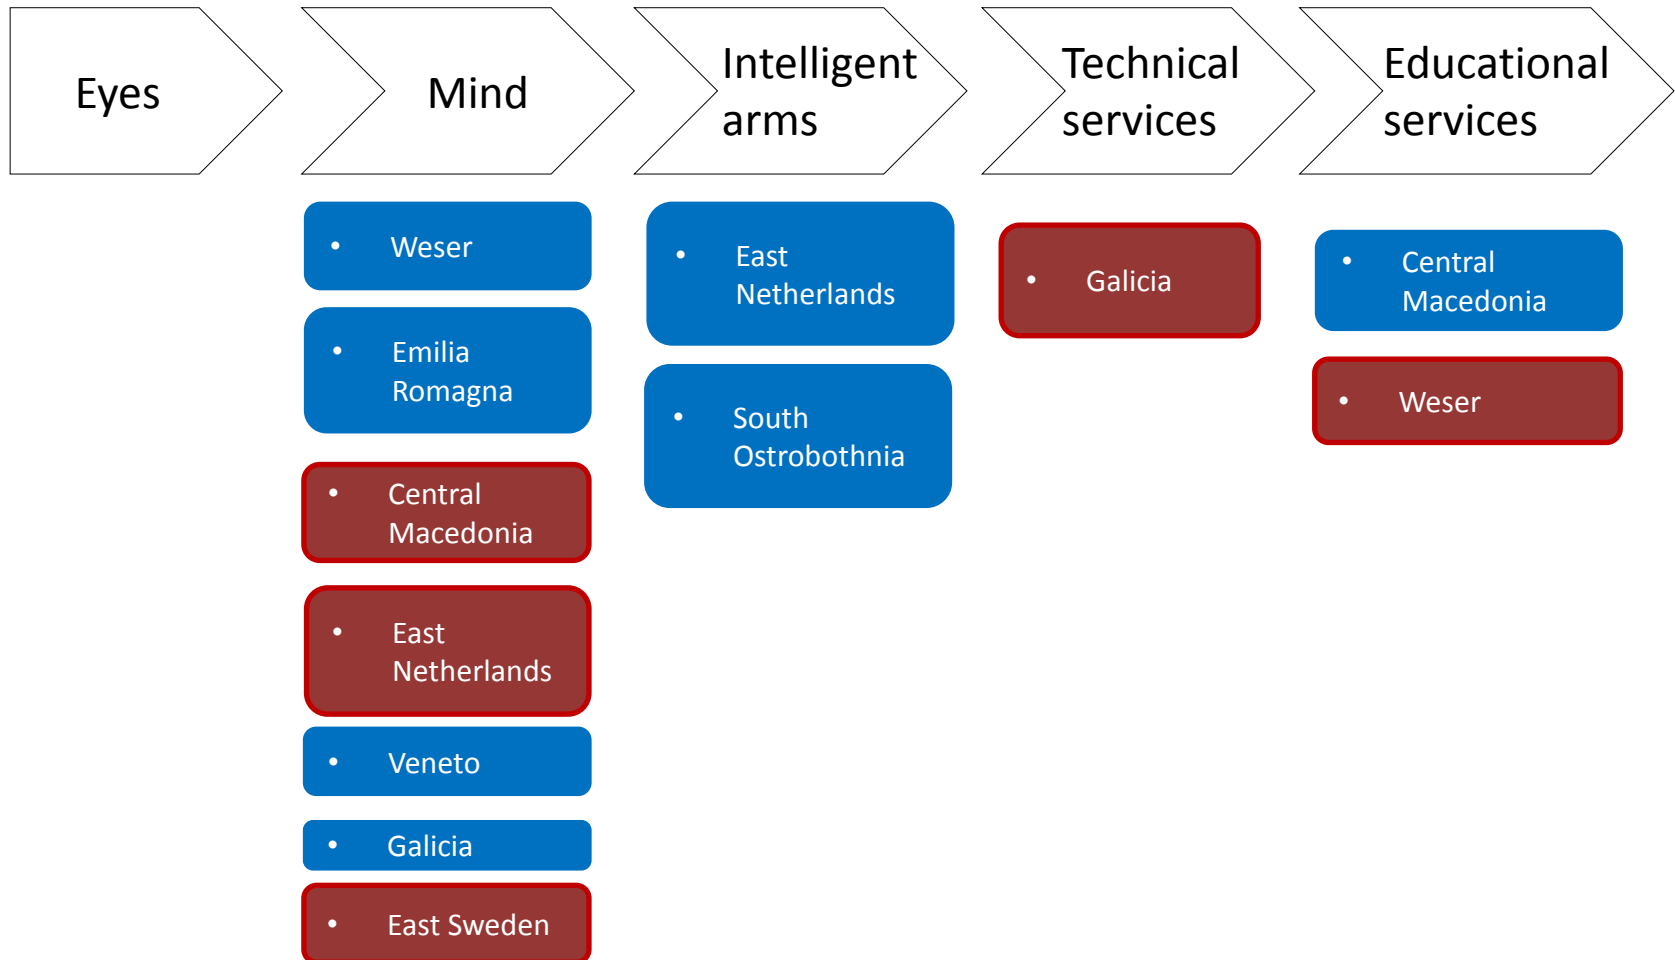 Eyes
Mind
Intelligent
arms
Technical
services
Educational
services
• Weser
• Emilia
Romagna
• Central
Macedonia
• East
Netherlands
• Veneto
• Galicia
• East Sweden
• East
Netherlands
• South
Ostrobothnia
• Galicia
• Central
Macedonia
• Weser